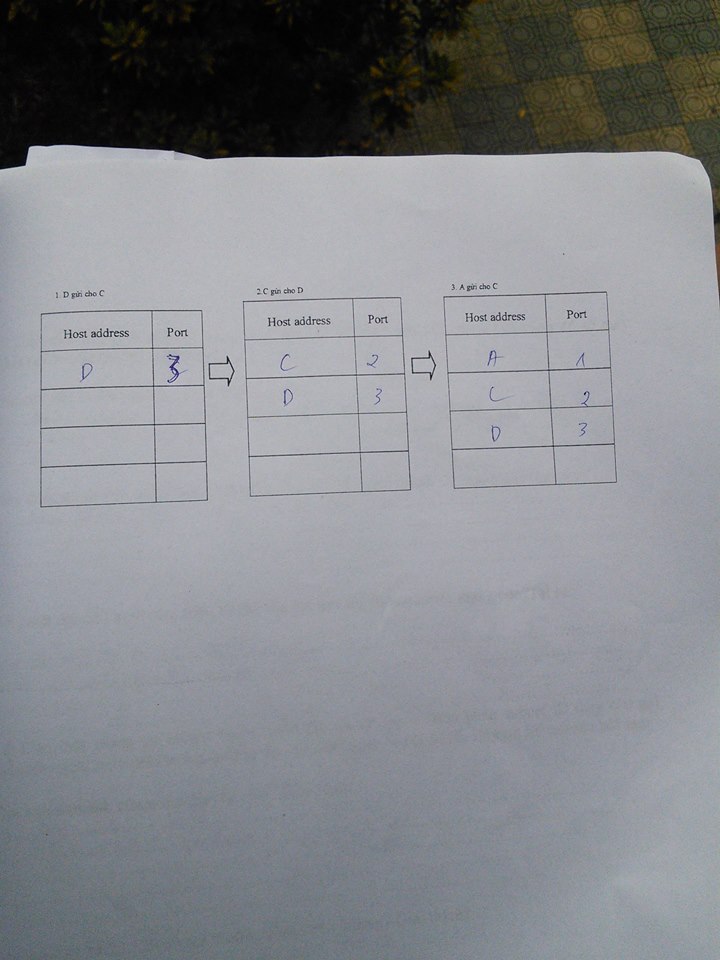 1. D gửi cho C
Host address Port
D 3
2.C gửi cho D
Host address Port
C 2
D 3
3. A gửi cho C
Host address Port
A 1
C 2
D 3